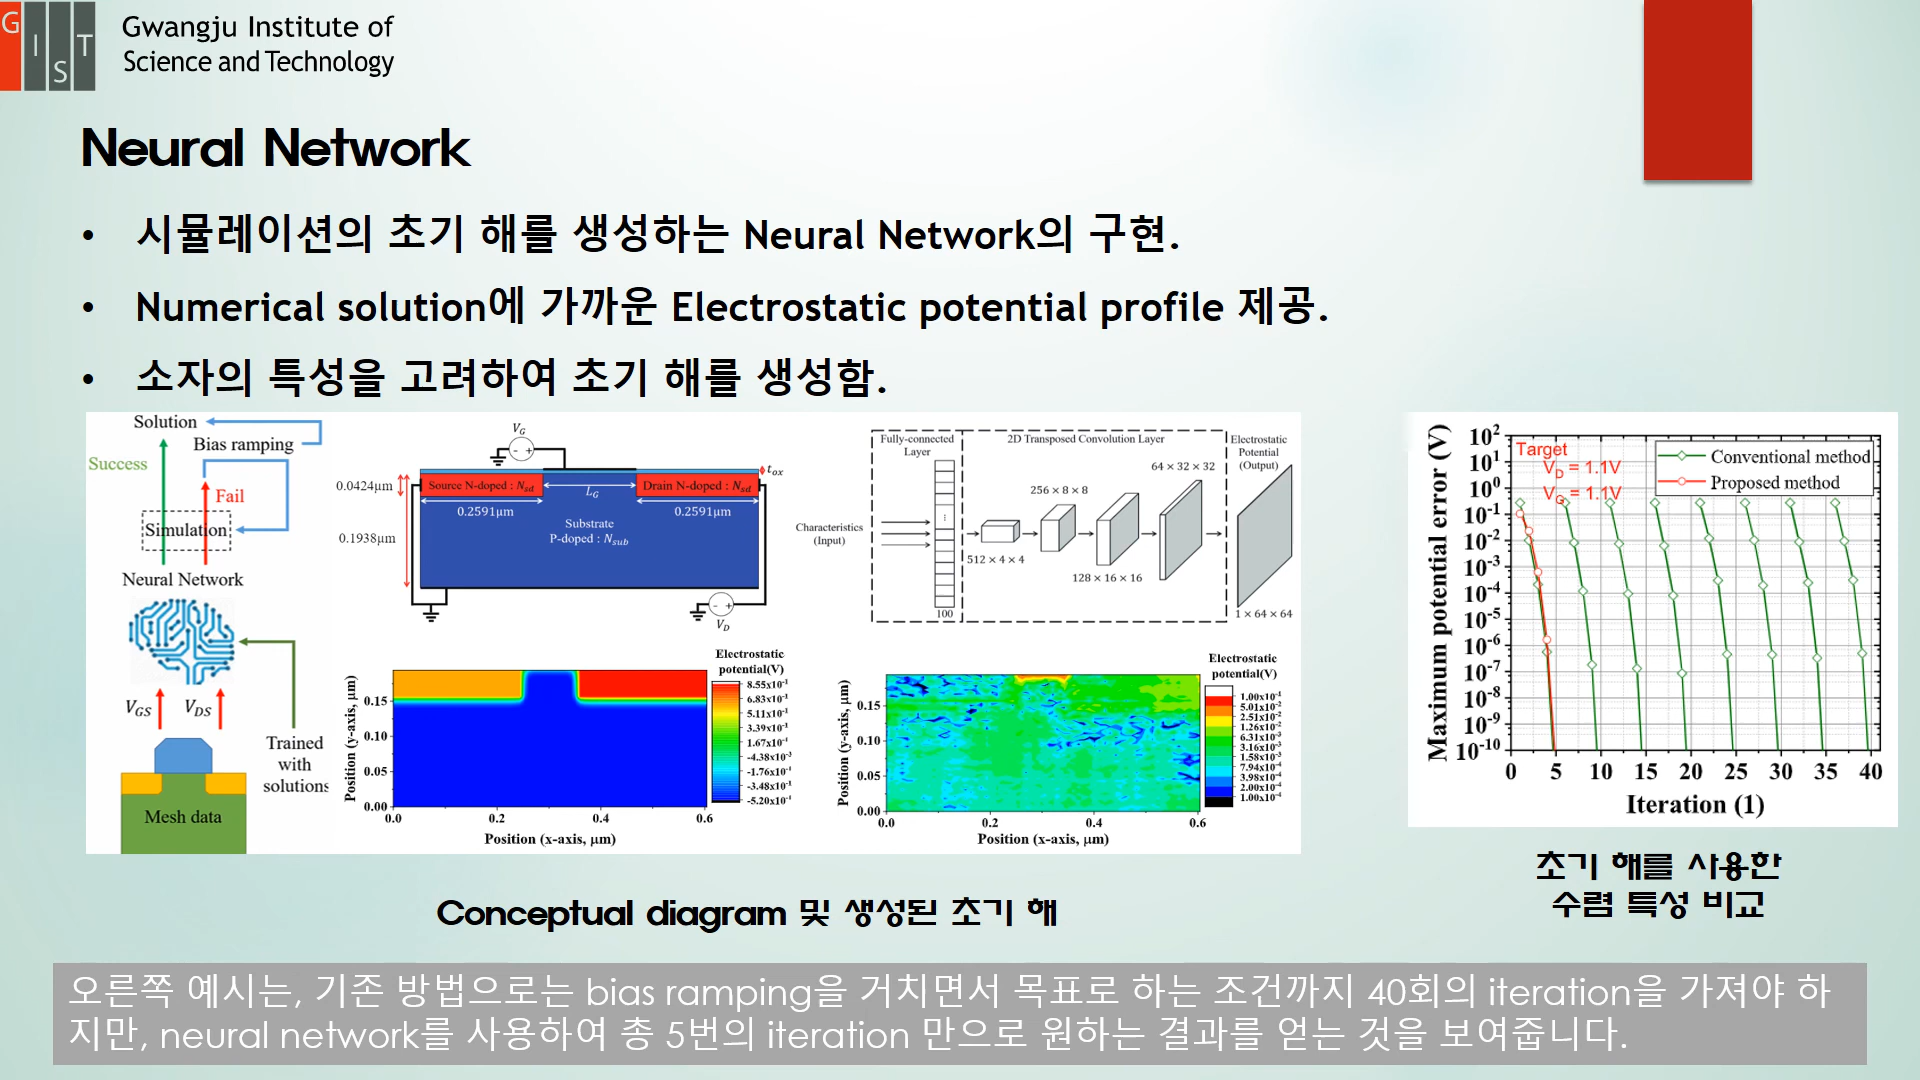 G I S T
Gwangju Institute of
Science and Technology
Neural Network
• 시뮬레이션의 초기 해를 생성하는 Neural Network의 구현.
• Numerical solution에 가까운 Electrostatic potential profile 제공.
• 소자의 특성을 고려하여 초기 해를 생성함.
Solution
Bias ramping
Success
Fail
Simulation
Neural Network
V_GS V_DS
Trained
with
solutions
Mesh data
V_G
t_ox
0.0424μm
Source N-doped : N_sd
L_G
Drain N-doped : N_sd
0.2591μm
0.2591μm
Substrate
P-doped : N_sub
0.1938μm
V_D
Fully-connected
Layer
2D Transposed Convolution Layer
Electrostatic
Potential
(Output)
64 × 32 × 32
256 × 8 × 8
Characteristics
(Input)
512 × 4 × 4
128 × 16 × 16
100
1 × 64 × 64
Electrostatic
potential(V)
8.55x10⁻¹
6.83x10⁻¹
5.11x10⁻¹
3.39x10⁻¹
1.67x10⁻¹
-4.38x10⁻³
-1.76x10⁻¹
-3.48x10⁻¹
-5.20x10⁻¹
Position (y-axis, μm)
0.15
0.10
0.05
0.00
0.0 0.2 0.4 0.6
Position (x-axis, μm)
Electrostatic
potential(V)
1.00x10⁻¹
5.01x10⁻²
2.51x10⁻²
1.26x10⁻²
6.31x10⁻³
3.16x10⁻³
1.58x10⁻³
7.94x10⁻⁴
3.98x10⁻⁴
2.00x10⁻⁴
1.00x10⁻⁴
Position (y-axis, μm)
0.15
0.10
0.05
0.00
0.0 0.2 0.4 0.6
Position (x-axis, μm)
Maximum potential error (V)
10²
10¹
10⁰
10⁻¹
10⁻²
10⁻³
10⁻⁴
10⁻⁵
10⁻⁶
10⁻⁷
10⁻⁸
10⁻⁹
10⁻¹⁰
Target
V_D = 1.1V
V_G = 1.1V
Conventional method
Proposed method
0 5 10 15 20 25 30 35 40
Iteration (1)
초기 해를 사용한
수렴 특성 비교
Conceptual diagram 및 생성된 초기 해
오른쪽 예시는, 기존 방법으로는 bias ramping을 거치면서 목표로 하는 조건까지 40회의 iteration을 가져야 하
지만, neural network를 사용하여 총 5번의 iteration 만으로 원하는 결과를 얻는 것을 보여줍니다.